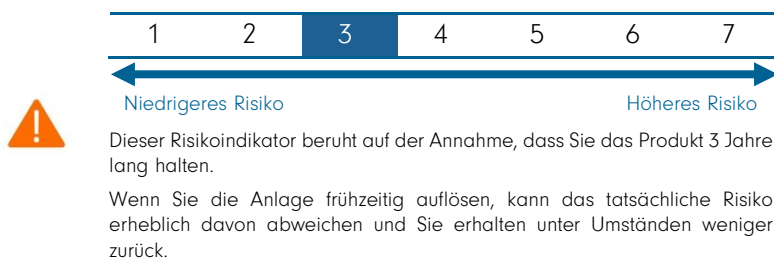 1 2 3 4 5 6 7
Niedrigeres Risiko Höheres Risiko
Dieser Risikoindikator beruht auf der Annahme, dass Sie das Produkt 3 Jahre
lang halten.
Wenn Sie die Anlage frühzeitig auflösen, kann das tatsächliche Risiko
erheblich davon abweichen und Sie erhalten unter Umständen weniger
zurück.